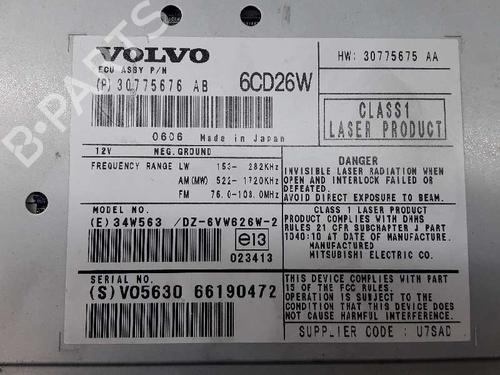 VOLVO
ECU ASSY P/N
(P) 30775676 AB
6CD26W
HW: 30775675 AA
0606 Made in Japan
CLASS1
LASER PRODUCT
12V NEG.GROUND
FREQUENCY RANGE LW 153- 282KHz
AM(MW) 522-1720KHz
FM 76.0-108.0MHz
DANGER
INVISIBLE LASER RADIATION WHEN
OPEN AND INTERLOCK FAILED OR
DEFEATED.
AVOID DIRECT EXPOSURE TO BEAM.
MODEL NO.
(E) 34W563 /DZ-6VW626W-2
e13
023413
CLASS 1 LASER PRODUCT
PRODUCT COMPLIES WITH DHHS
RULES 21 CFR SUBCHAPTER J PART
1040:10 AT DATE OF MANUFACTURE.
MANUFACTURED
MITSUBISHI ELECTRIC CO.
SERIAL NO.
(S) V05630 66190472
THIS DEVICE COMPLIES WITH PART
15 OF THE FCC RULES.
OPERATION IS SUBJECT TO THE
CONDITION THAT THIS DEVICE DOES
NOT CAUSE HARMFUL INTERFERENCE.
SUPPLIER CODE : U7SAD
B-PARTS